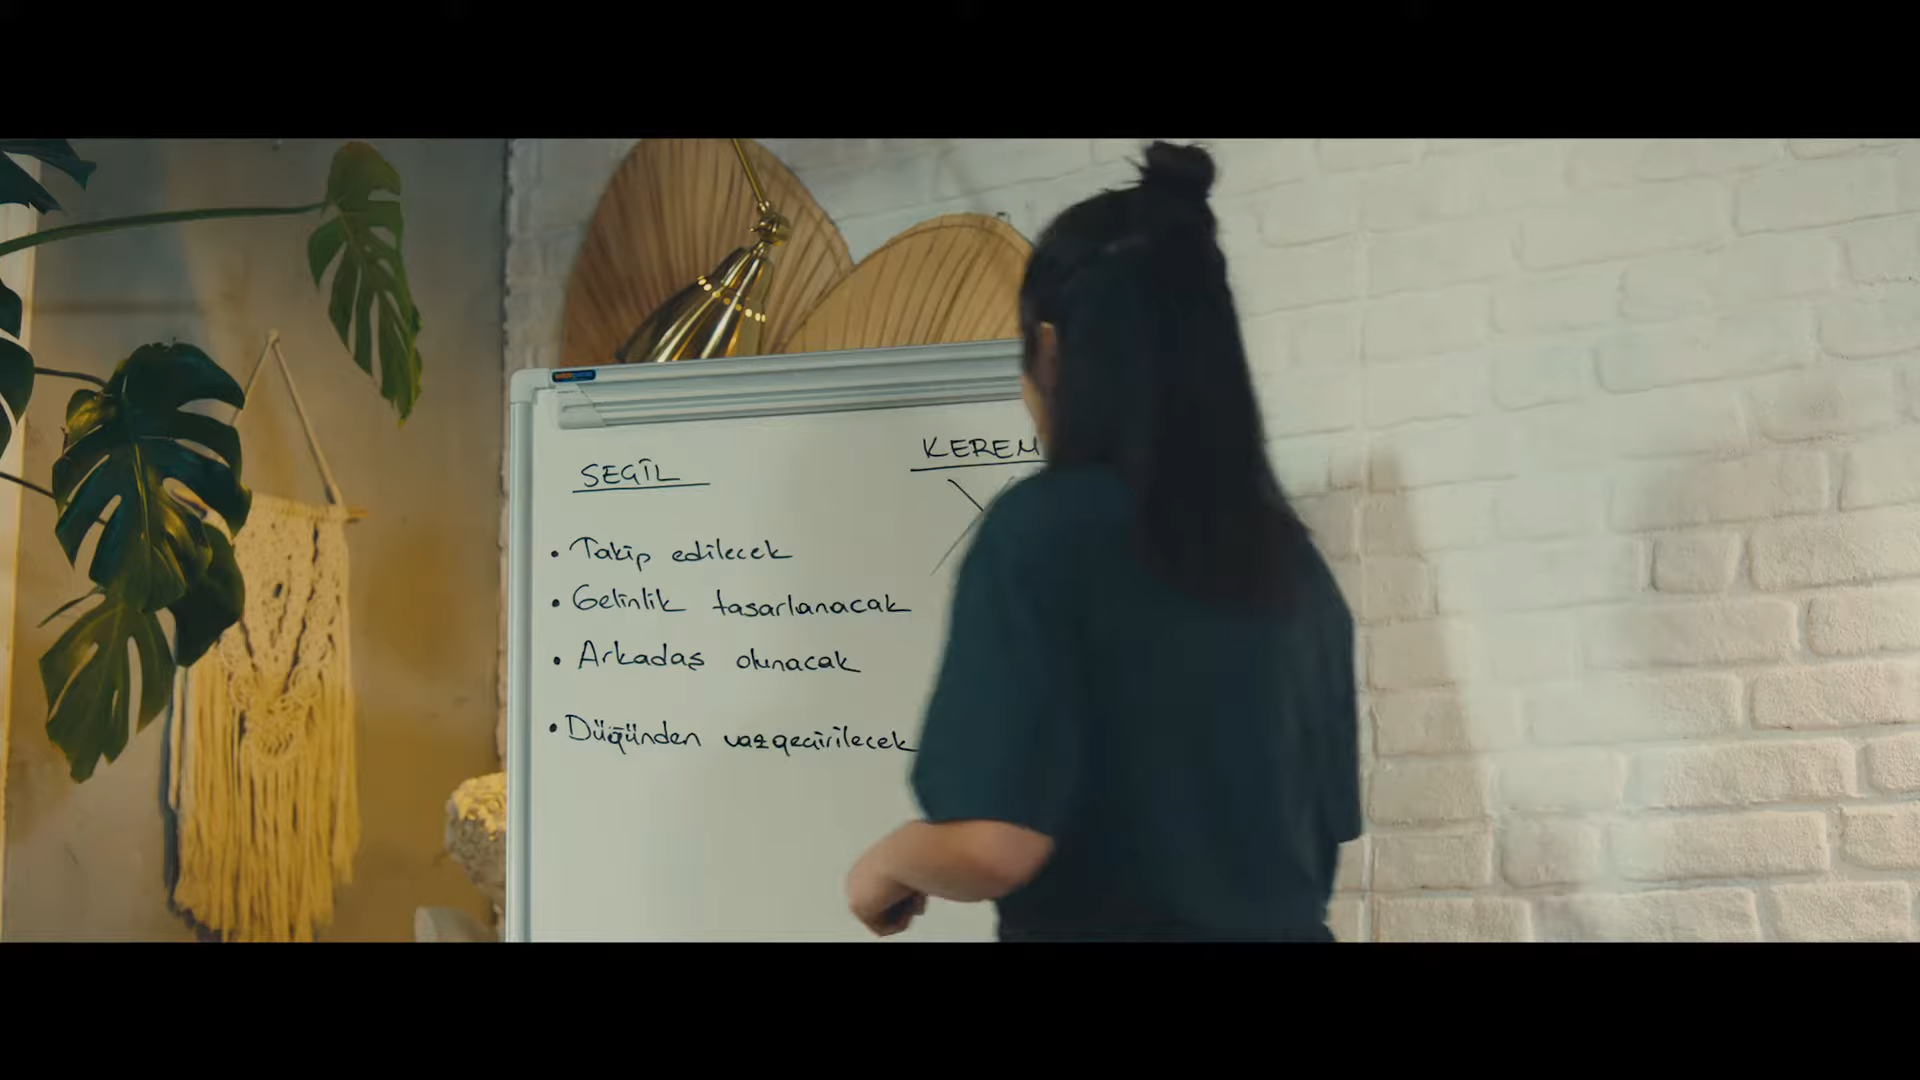 SEGİL
KEREM
• Takip edilecek
• Gelinlik tasarlanacak
• Arkadaş olunacak
• Düğünden vazgeçirilecek